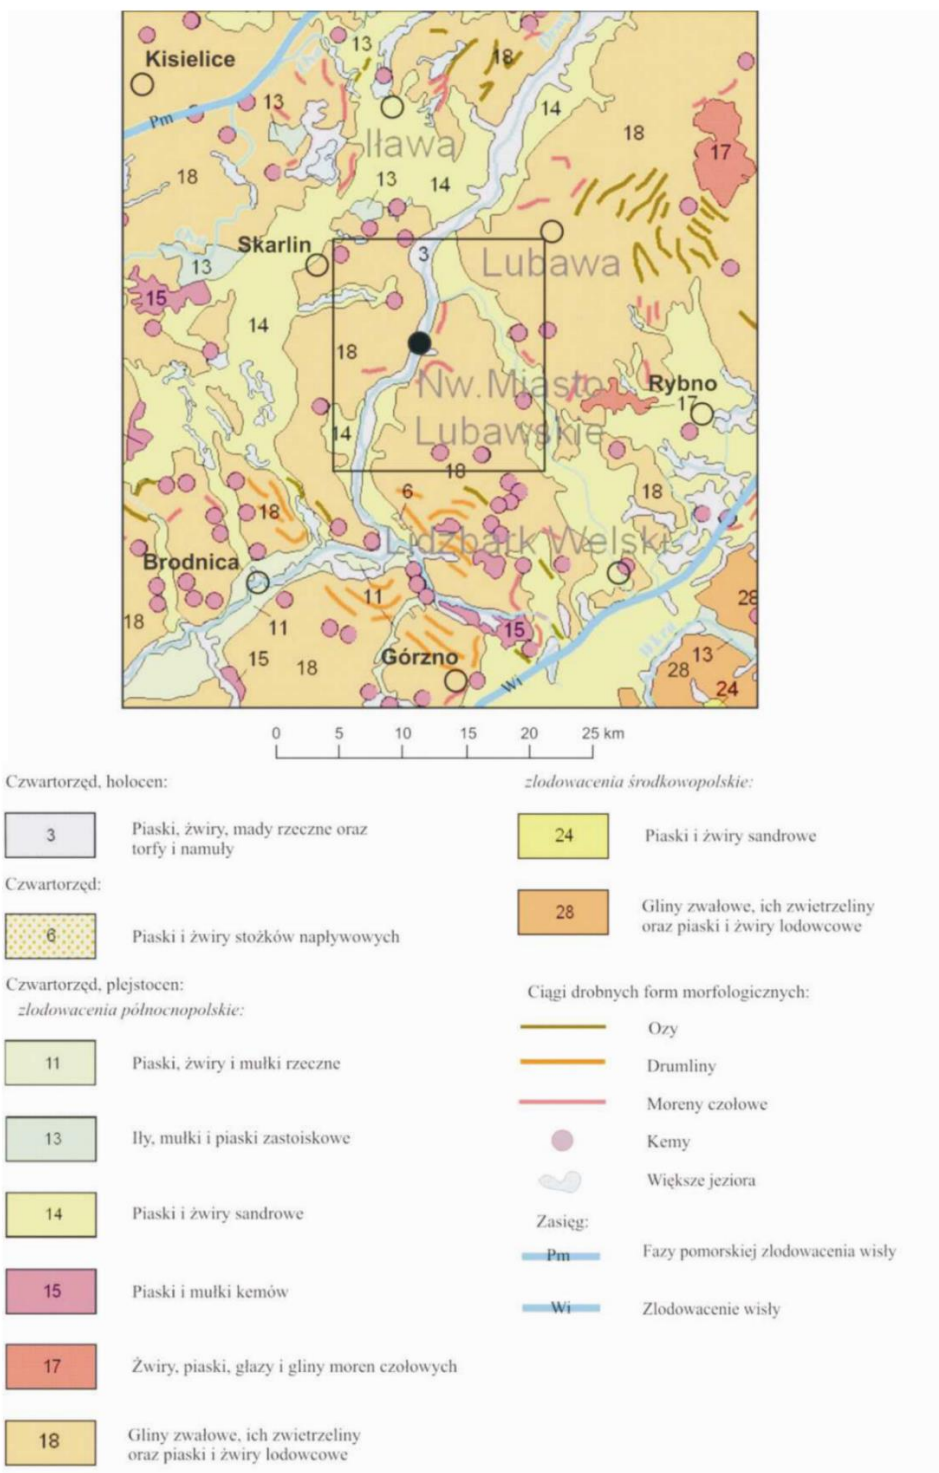 Kisielice
13
18
Drwę
14
Pm
13
Iława
18
17
18
13
14
Skarlin
3
Lubawa
13
15
14
18
Nw.Miasto
Rybno
17
14
Lubawskie
18
6
18
18
Lidzbark Welski
Brodnica
28
18
11
11
15
Wkra
13
15
18
Górzno
28
Wi
24
0 5 10 15 20 25 km
Czwartorzęd, holocen:
3 Piaski, żwiry, mady rzeczne oraz
torfy i namuły
Czwartorzęd:
6 Piaski i żwiry stożków napływowych
Czwartorzęd, plejstocen:
zlodowacenia północnopolskie:
11 Piaski, żwiry i mułki rzeczne
13 Iły, mułki i piaski zastoiskowe
14 Piaski i żwiry sandrowe
15 Piaski i mułki kemów
17 Żwiry, piaski, głazy i gliny moren czołowych
18 Gliny zwałowe, ich zwietrzeliny
oraz piaski i żwiry lodowcowe
zlodowacenia środkowopolskie:
24 Piaski i żwiry sandrowe
28 Gliny zwałowe, ich zwietrzeliny
oraz piaski i żwiry lodowcowe
Ciągi drobnych form morfologicznych:
Ozy
Drumliny
Moreny czołowe
Kemy
Większe jeziora
Zasięg:
Pm Fazy pomorskiej zlodowacenia wisły
Wi Zlodowacenie wisły